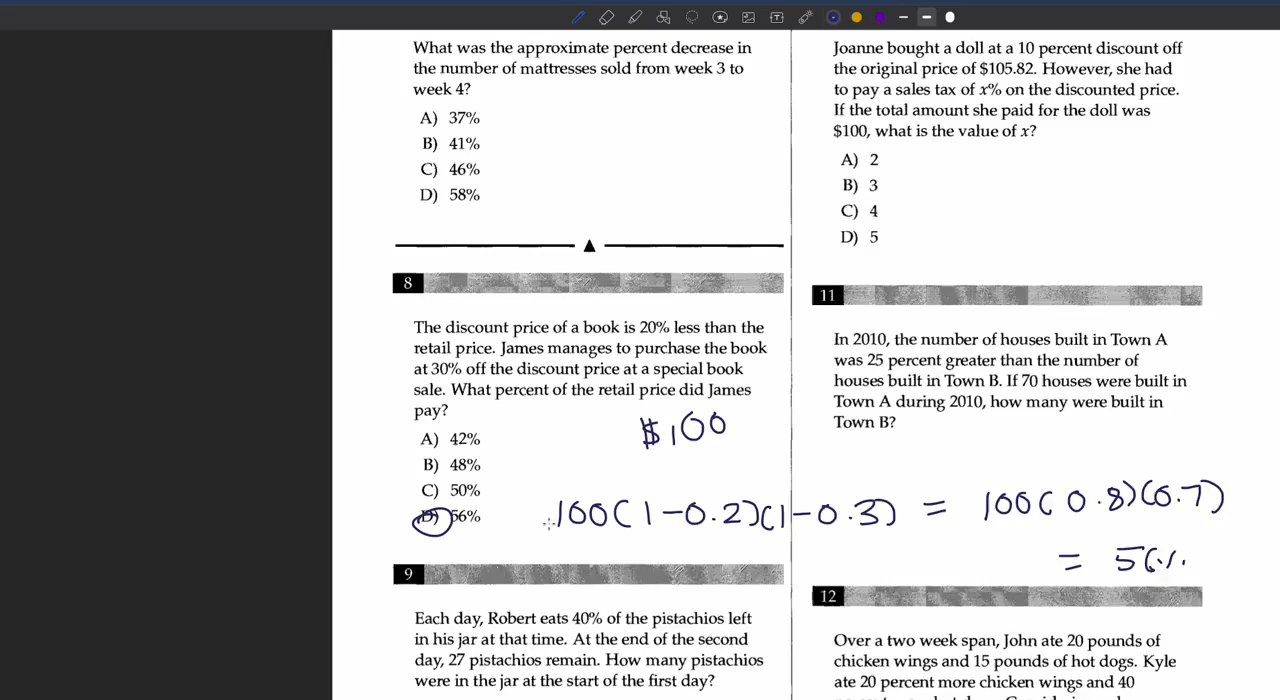 What was the approximate percent decrease in
the number of mattresses sold from week 3 to
week 4?
A) 37%
B) 41%
C) 46%
D) 58%
8
The discount price of a book is 20% less than the
retail price. James manages to purchase the book
at 30% off the discount price at a special book
sale. What percent of the retail price did James
pay?
$100
A) 42%
B) 48%
C) 50%
D) 56%
100(1-0.2)(1-0.3) = 100(0.8)(0.7)
=
9
Each day, Robert eats 40% of the pistachios left
in his jar at that time. At the end of the second
day, 27 pistachios remain. How many pistachios
were in the jar at the start of the first day?
Joanne bought a doll at a 10 percent discount off
the original price of $105.82. However, she had
to pay a sales tax of x% on the discounted price.
If the total amount she paid for the doll was
$100, what is the value of x?
A) 2
B) 3
C) 4
D) 5
11
In 2010, the number of houses built in Town A
was 25 percent greater than the number of
houses built in Town B. If 70 houses were built in
Town A during 2010, how many were built in
Town B?
12
Over a two week span, John ate 20 pounds of
chicken wings and 15 pounds of hot dogs. Kyle
ate 20 percent more chicken wings and 40